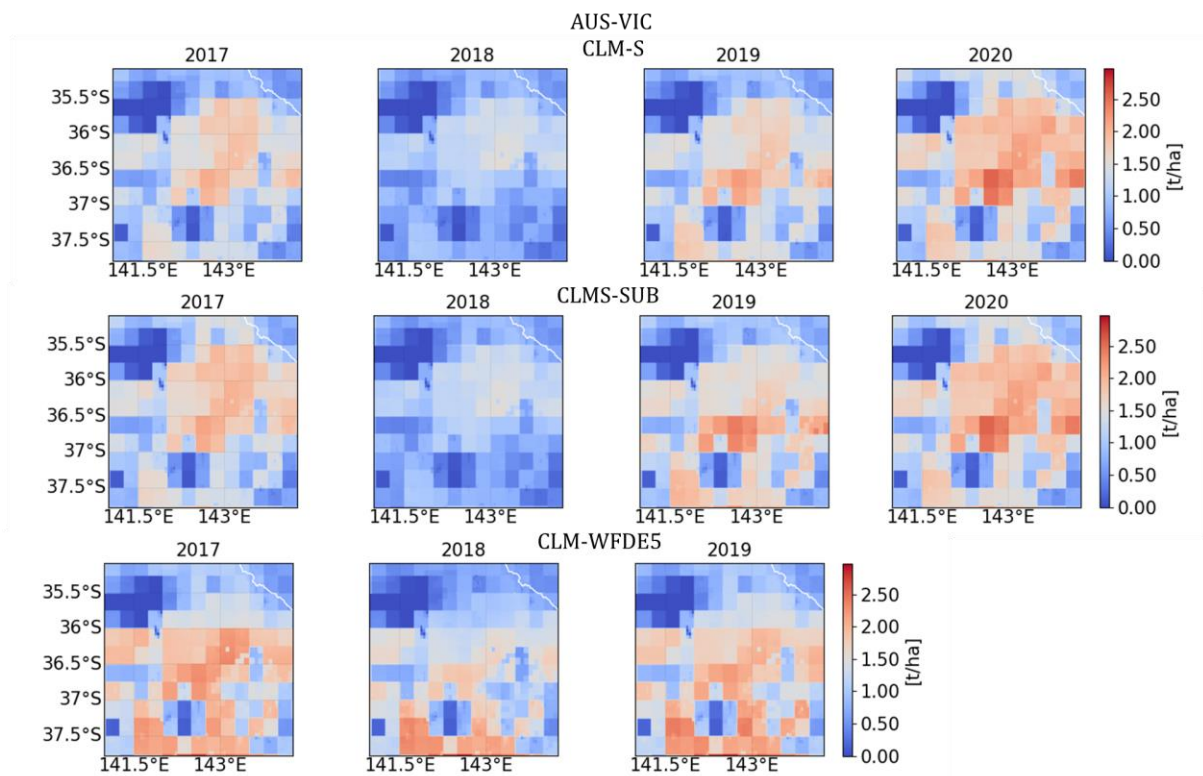 AUS-VIC
CLM-S
2017 2018 2019 2020
35.5°S
36°S
36.5°S
37°S
37.5°S
141.5°E 143°E 141.5°E 143°E 141.5°E 143°E 141.5°E 143°E
2.50
2.00
1.50
1.00
0.50
0.00
[t/ha]
CLMS-SUB
2017 2018 2019 2020
35.5°S
36°S
36.5°S
37°S
37.5°S
141.5°E 143°E 141.5°E 143°E 141.5°E 143°E 141.5°E 143°E
2.50
2.00
1.50
1.00
0.50
0.00
[t/ha]
CLM-WFDE5
2017 2018 2019
35.5°S
36°S
36.5°S
37°S
37.5°S
141.5°E 143°E 141.5°E 143°E 141.5°E 143°E
2.50
2.00
1.50
1.00
0.50
0.00
[t/ha]